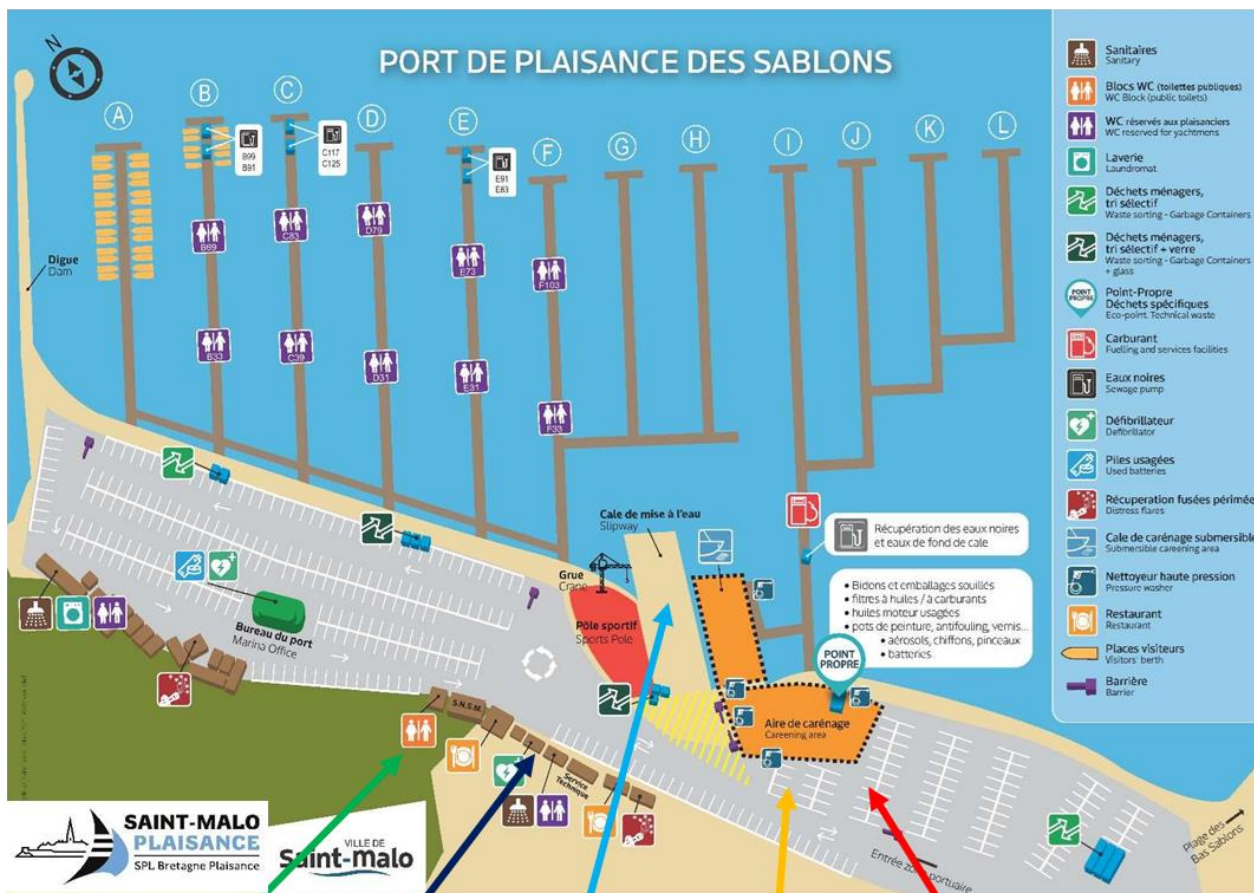 N
PORT DE PLAISANCE DES SABLONS
A
B
C
D
E
F
G
H
I
J
K
L
B99
B91
C117
C125
E91
E83
B69
C83
D79
E73
F103
B33
C39
D31
E31
F33
Digue
Dam
Cale de mise à l'eau
Slipway
Grue
Crane
Pôle sportif
Sports Pole
Récupération des eaux noires
et eaux de fond de cale
• Bidons et emballages souillés
• filtres à huiles / à carburants
• huiles moteur usagées
• pots de peinture, antifouling, vernis...
• aérosols, chiffons, pinceaux
• batteries
POINT
PROPRE
Aire de carénage
Careening area
Bureau du port
Marina Office
S.N.S.M.
Service
Technique
Entrée zone portuaire
Plage des
Bas Sablons
Sanitaires
Sanitary
Blocs WC (toilettes publiques)
WC Block (public toilets)
WC réservés aux plaisanciers
WC reserved for yachtmens
Laverie
Laundromat
Déchets ménagers,
tri sélectif
Waste sorting - Garbage Containers
Déchets ménagers,
tri sélectif + verre
Waste sorting - Garbage Containers
+ glass
POINT
PROPRE
Point-Propre
Déchets spécifiques
Eco-point. Technical waste
Carburant
Fuelling and services facilities
Eaux noires
Sewage pump
Défibrillateur
Defibrillator
Piles usagées
Used batteries
Récuperation fusées périmée
Distress flares
Cale de carénage submersible
Submersible careening area
Nettoyeur haute pression
Pressure washer
Restaurant
Restaurant
Places visiteurs
Visitors' berth
Barrière
Barrier
SAINT-MALO
PLAISANCE
SPL Bretagne Plaisance
VILLE DE
Saint-malo